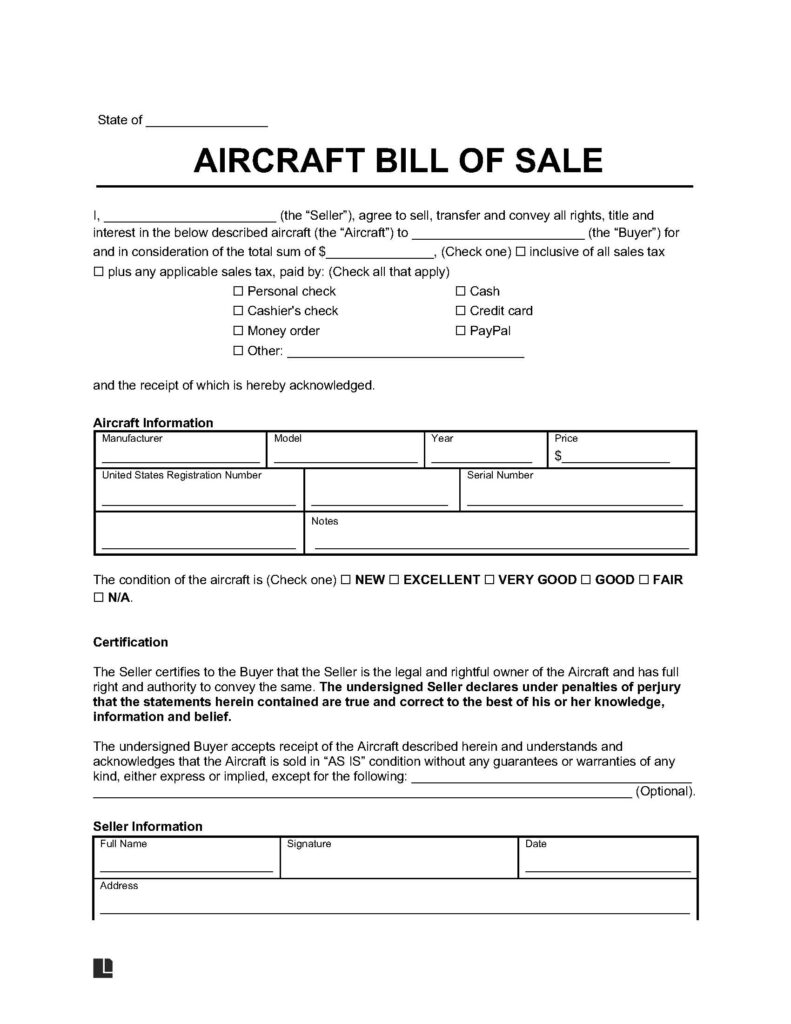 State of __________________
AIRCRAFT BILL OF SALE
I, ________________________ (the “Seller”), agree to sell, transfer and convey all rights, title and
interest in the below described aircraft (the “Aircraft”) to ________________________ (the “Buyer”) for
and in consideration of the total sum of $_______________, (Check one) ☐ inclusive of all sales tax
☐ plus any applicable sales tax, paid by: (Check all that apply)
☐ Personal check ☐ Cash
☐ Cashier's check ☐ Credit card
☐ Money order ☐ PayPal
☐ Other: _________________________________
and the receipt of which is hereby acknowledged.
Aircraft Information
Manufacturer Model Year Price
$_______________
United States Registration Number Serial Number
Notes
The condition of the aircraft is (Check one) ☐ NEW ☐ EXCELLENT ☐ VERY GOOD ☐ GOOD ☐ FAIR
☐ N/A.
Certification
The Seller certifies to the Buyer that the Seller is the legal and rightful owner of the Aircraft and has full
right and authority to convey the same. The undersigned Seller declares under penalties of perjury
that the statements herein contained are true and correct to the best of his or her knowledge,
information and belief.
The undersigned Buyer accepts receipt of the Aircraft described herein and understands and
acknowledges that the Aircraft is sold in “AS IS” condition without any guarantees or warranties of any
kind, either express or implied, except for the following: _______________________________________
___________________________________________________________________________ (Optional).
Seller Information
Full Name Signature Date
Address